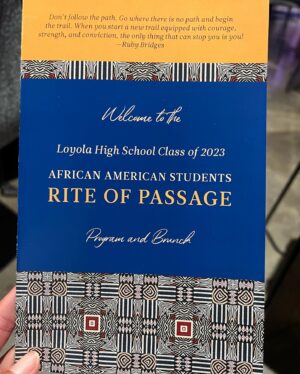 Don't follow the path. Go where there is no path and begin
the trail. When you start a new trail equipped with courage,
strength, and conviction, the only thing that can stop you is you!
—Ruby Bridges
Welcome to the
Loyola High School Class of 2023
AFRICAN AMERICAN STUDENTS
RITE OF PASSAGE
Program and Brunch